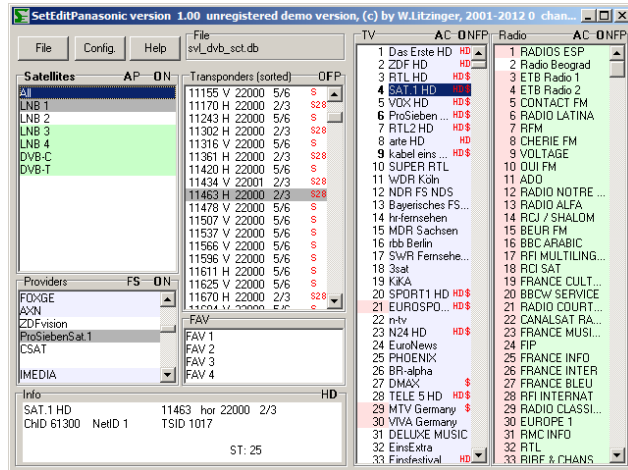 SetEditPanasonic version 1.00 unregistered demo version, (c) by W.Litzinger, 2001-2012 0 chan...
File Config. Help
File
svl_dvb_sct.db
Satellites AP ON
All
LNB 1
LNB 2
LNB 3
LNB 4
DVB-C
DVB-T
Transponders (sorted) OFP
11155 V 22000 5/6 S
11170 H 22000 2/3 S28
11243 H 22000 5/6 S
11302 H 22000 2/3 S28
11316 V 22000 5/6 S
11361 H 22000 2/3 S28
11420 H 22000 5/6 S
11434 V 22001 2/3 S28
11463 H 22000 2/3 S28
11478 V 22000 5/6 S
11507 V 22000 5/6 S
11537 V 22000 5/6 S
11566 V 22000 5/6 S
11596 V 22000 5/6 S
11611 H 22000 5/6 S
11625 V 22000 5/6 S
11670 H 22000 2/3 S28
Providers FS ON
FOXGE
AXN
ZDFvision
ProSiebenSat.1
CSAT
IMEDIA
FAV
FAV 1
FAV 2
FAV 3
FAV 4
Info HD
SAT.1 HD 11463 hor 22000 2/3
ChID 61300 NetID 1 TSID 1017
ST: 25
TV AC ONFP
1 Das Erste HD HD
2 ZDF HD HD
3 RTL HD HD$
4 SAT.1 HD HD$
5 VOX HD HD$
6 ProSieben ... HD$
7 RTL2 HD HD$
8 arte HD HD
9 kabel eins ... HD$
10 SUPER RTL
11 WDR Köln
12 NDR FS NDS
13 Bayerisches FS...
14 hr-fernsehen
15 MDR Sachsen
16 rbb Berlin
17 SWR Fernsehe...
18 3sat
19 KiKA
20 SPORT1 HD HD$
21 EUROSPO... HD$
22 n-tv
23 N24 HD HD$
24 EuroNews
25 PHOENIX
26 BR-alpha
27 DMAX $
28 TELE 5 HD HD$
29 MTV Germany $
30 VIVA Germany
31 DELUXE MUSIC
32 EinsExtra
33 Einsfestival HD
Radio AC ONFP
1 RADIOS ESP
2 Radio Beograd
3 ETB Radio 1
4 ETB Radio 2
5 CONTACT FM
6 RADIO LATINA
7 RFM
8 CHERIE FM
9 VOLTAGE
10 OUI FM
11 ADO
12 RADIO NOTRE ...
13 RADIO ALFA
14 RCJ / SHALOM
15 BEUR FM
16 BBC ARABIC
17 RFI MULTILING...
18 RCI SAT
19 FRANCE CULT...
20 BBCW SERVICE
21 RADIO COURT...
22 CANALSAT RA...
23 FRANCE MUSI...
24 FIP
25 FRANCE INFO
26 FRANCE INTER
27 FRANCE BLEU
28 RFI INTERNAT
29 RADIO CLASSI...
30 EUROPE 1
31 RMC INFO
32 RTL
33 RIRE & CHANS